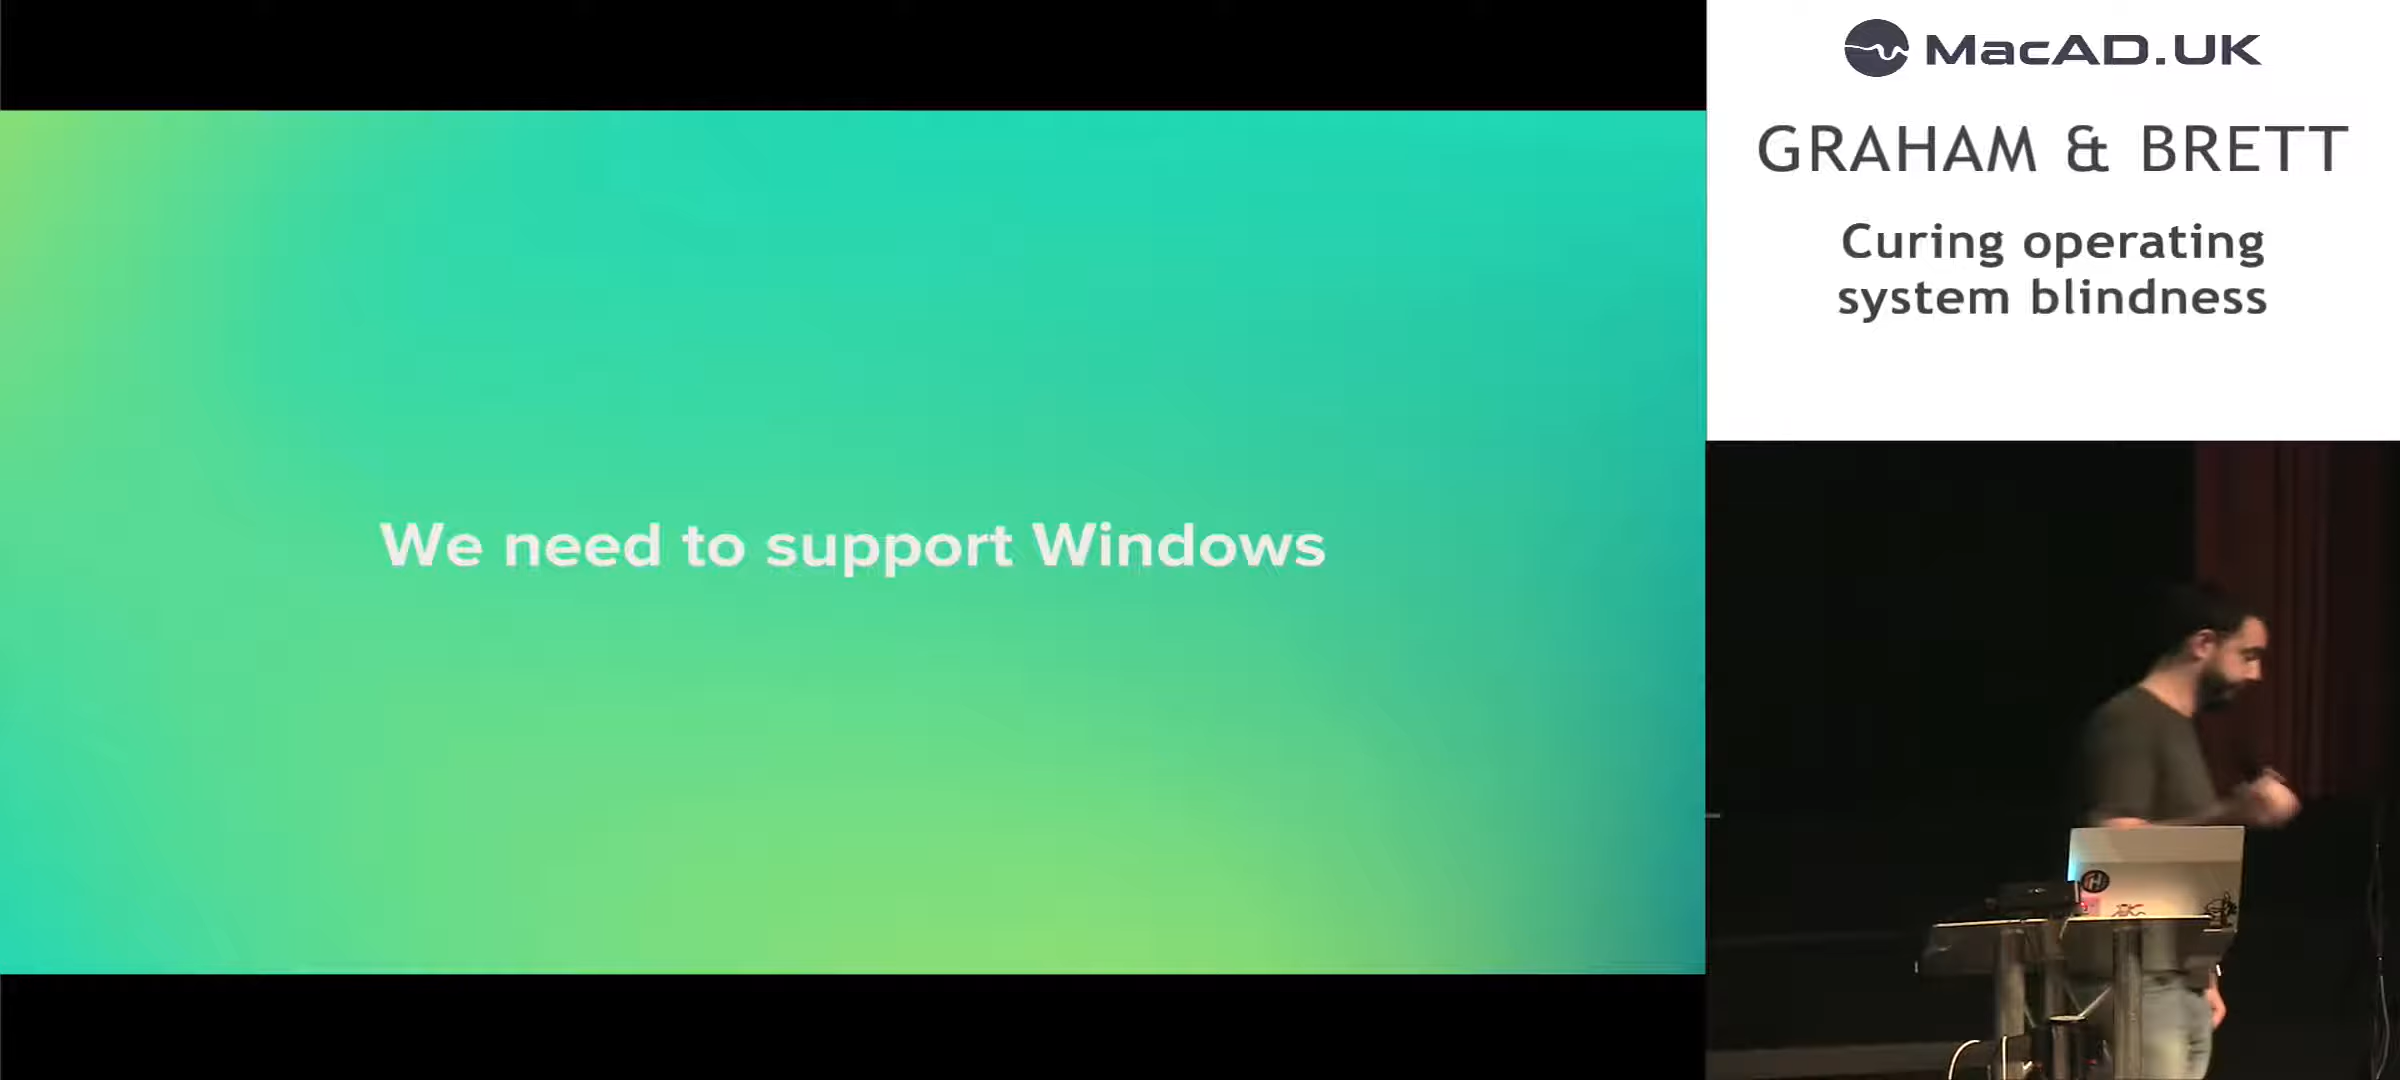 We need to support Windows
MacAD.UK
GRAHAM & BRETT
Curing operating
system blindness